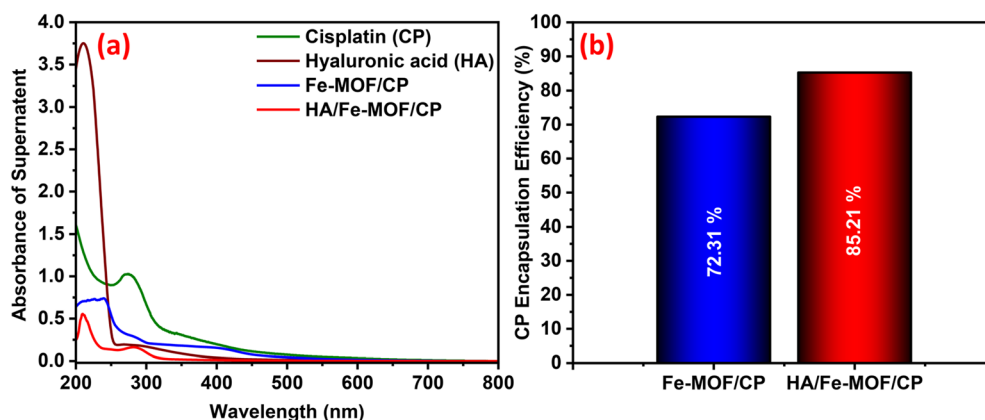 (a)
Cisplatin (CP)
Hyaluronic acid (HA)
Fe-MOF/CP
HA/Fe-MOF/CP
Absorbance of Supernatent
4.0
3.5
3.0
2.5
2.0
1.5
1.0
0.5
0.0
200 300 400 500 600 700 800
Wavelength (nm)
(b)
CP Encapsulation Efficiency (%)
100
90
80
70
60
50
40
30
20
10
0
72.31 %
85.21 %
Fe-MOF/CP HA/Fe-MOF/CP